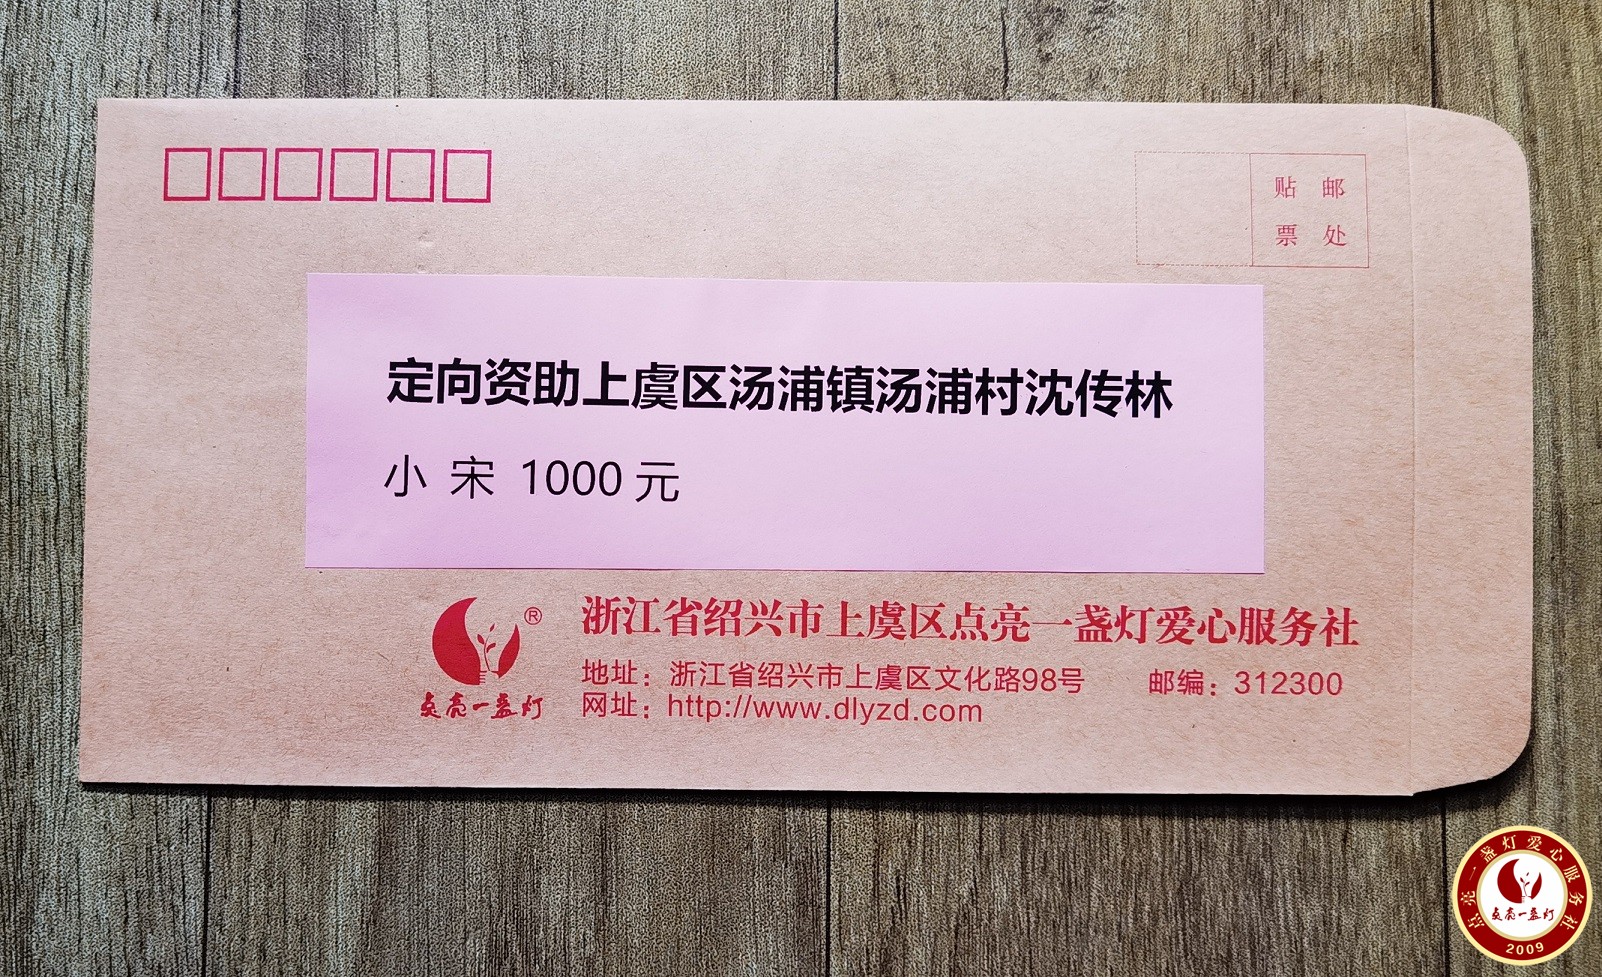 贴 邮
票 处
定向资助上虞区汤浦镇汤浦村沈传林
小 宋 1000 元
®
点亮一盏灯
浙江省绍兴市上虞区点亮一盏灯爱心服务社
地址：浙江省绍兴市上虞区文化路98号 邮编：312300
网址：http://www.dlyzd.com
点亮一盏灯爱心服务社
点亮一盏灯
2009